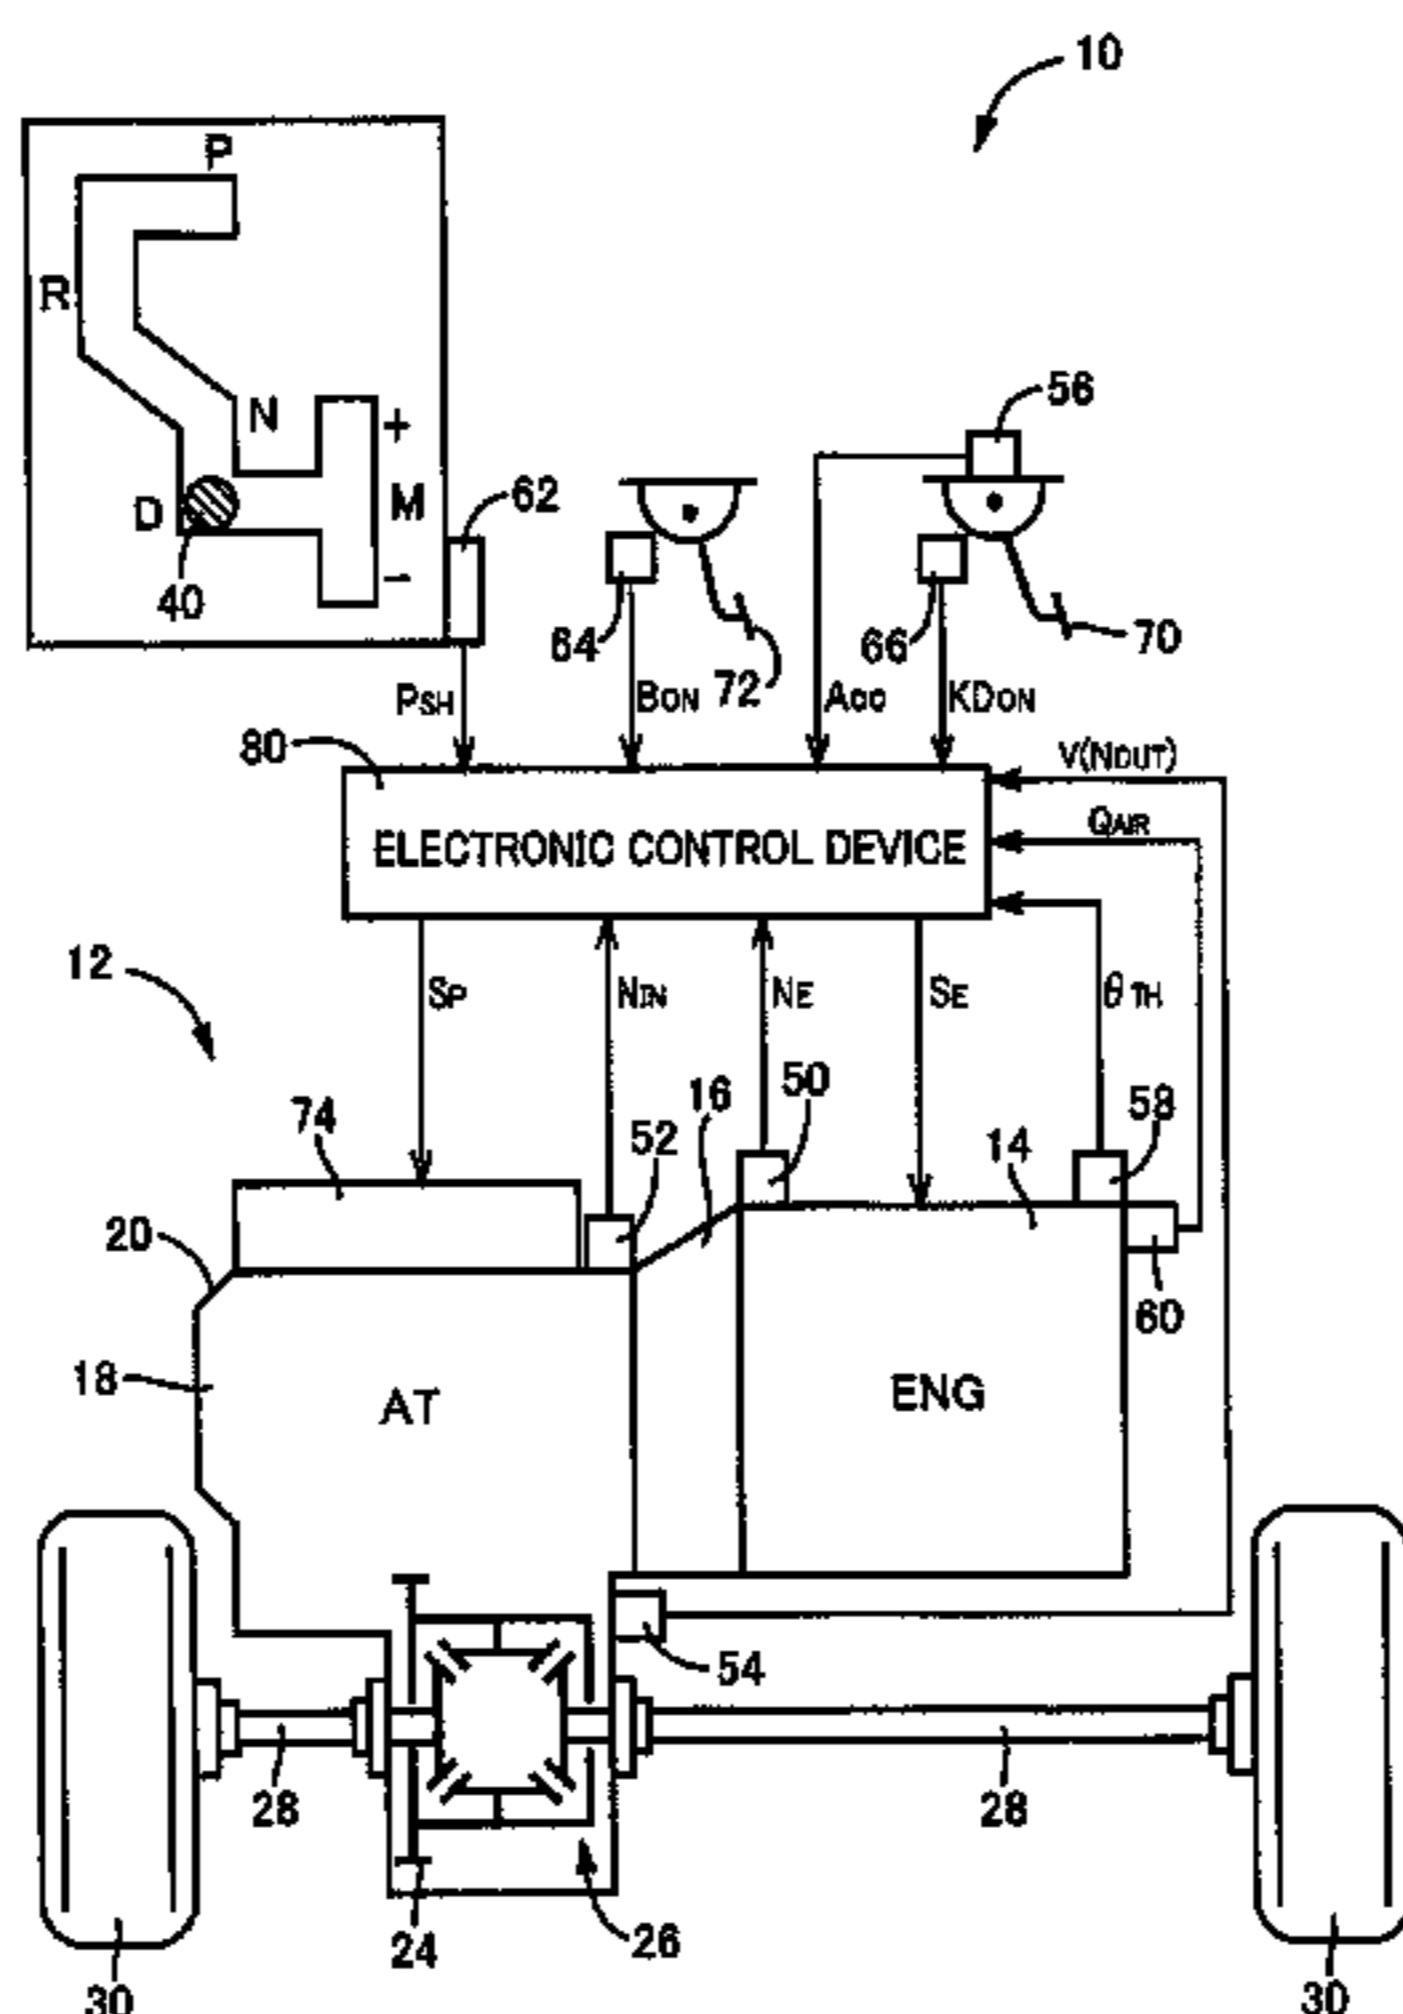 10
P
R
N
+
M
D
-
40
62
56
64
72
66
70
PSH
BON
Acc
KDON
80
V(NOUT)
QAIR
ELECTRONIC CONTROL DEVICE
12
SP
NIN
NE
SE
θTH
74
52
16
50
14
58
20
60
18
AT
ENG
54
28
28
24
26
30
30